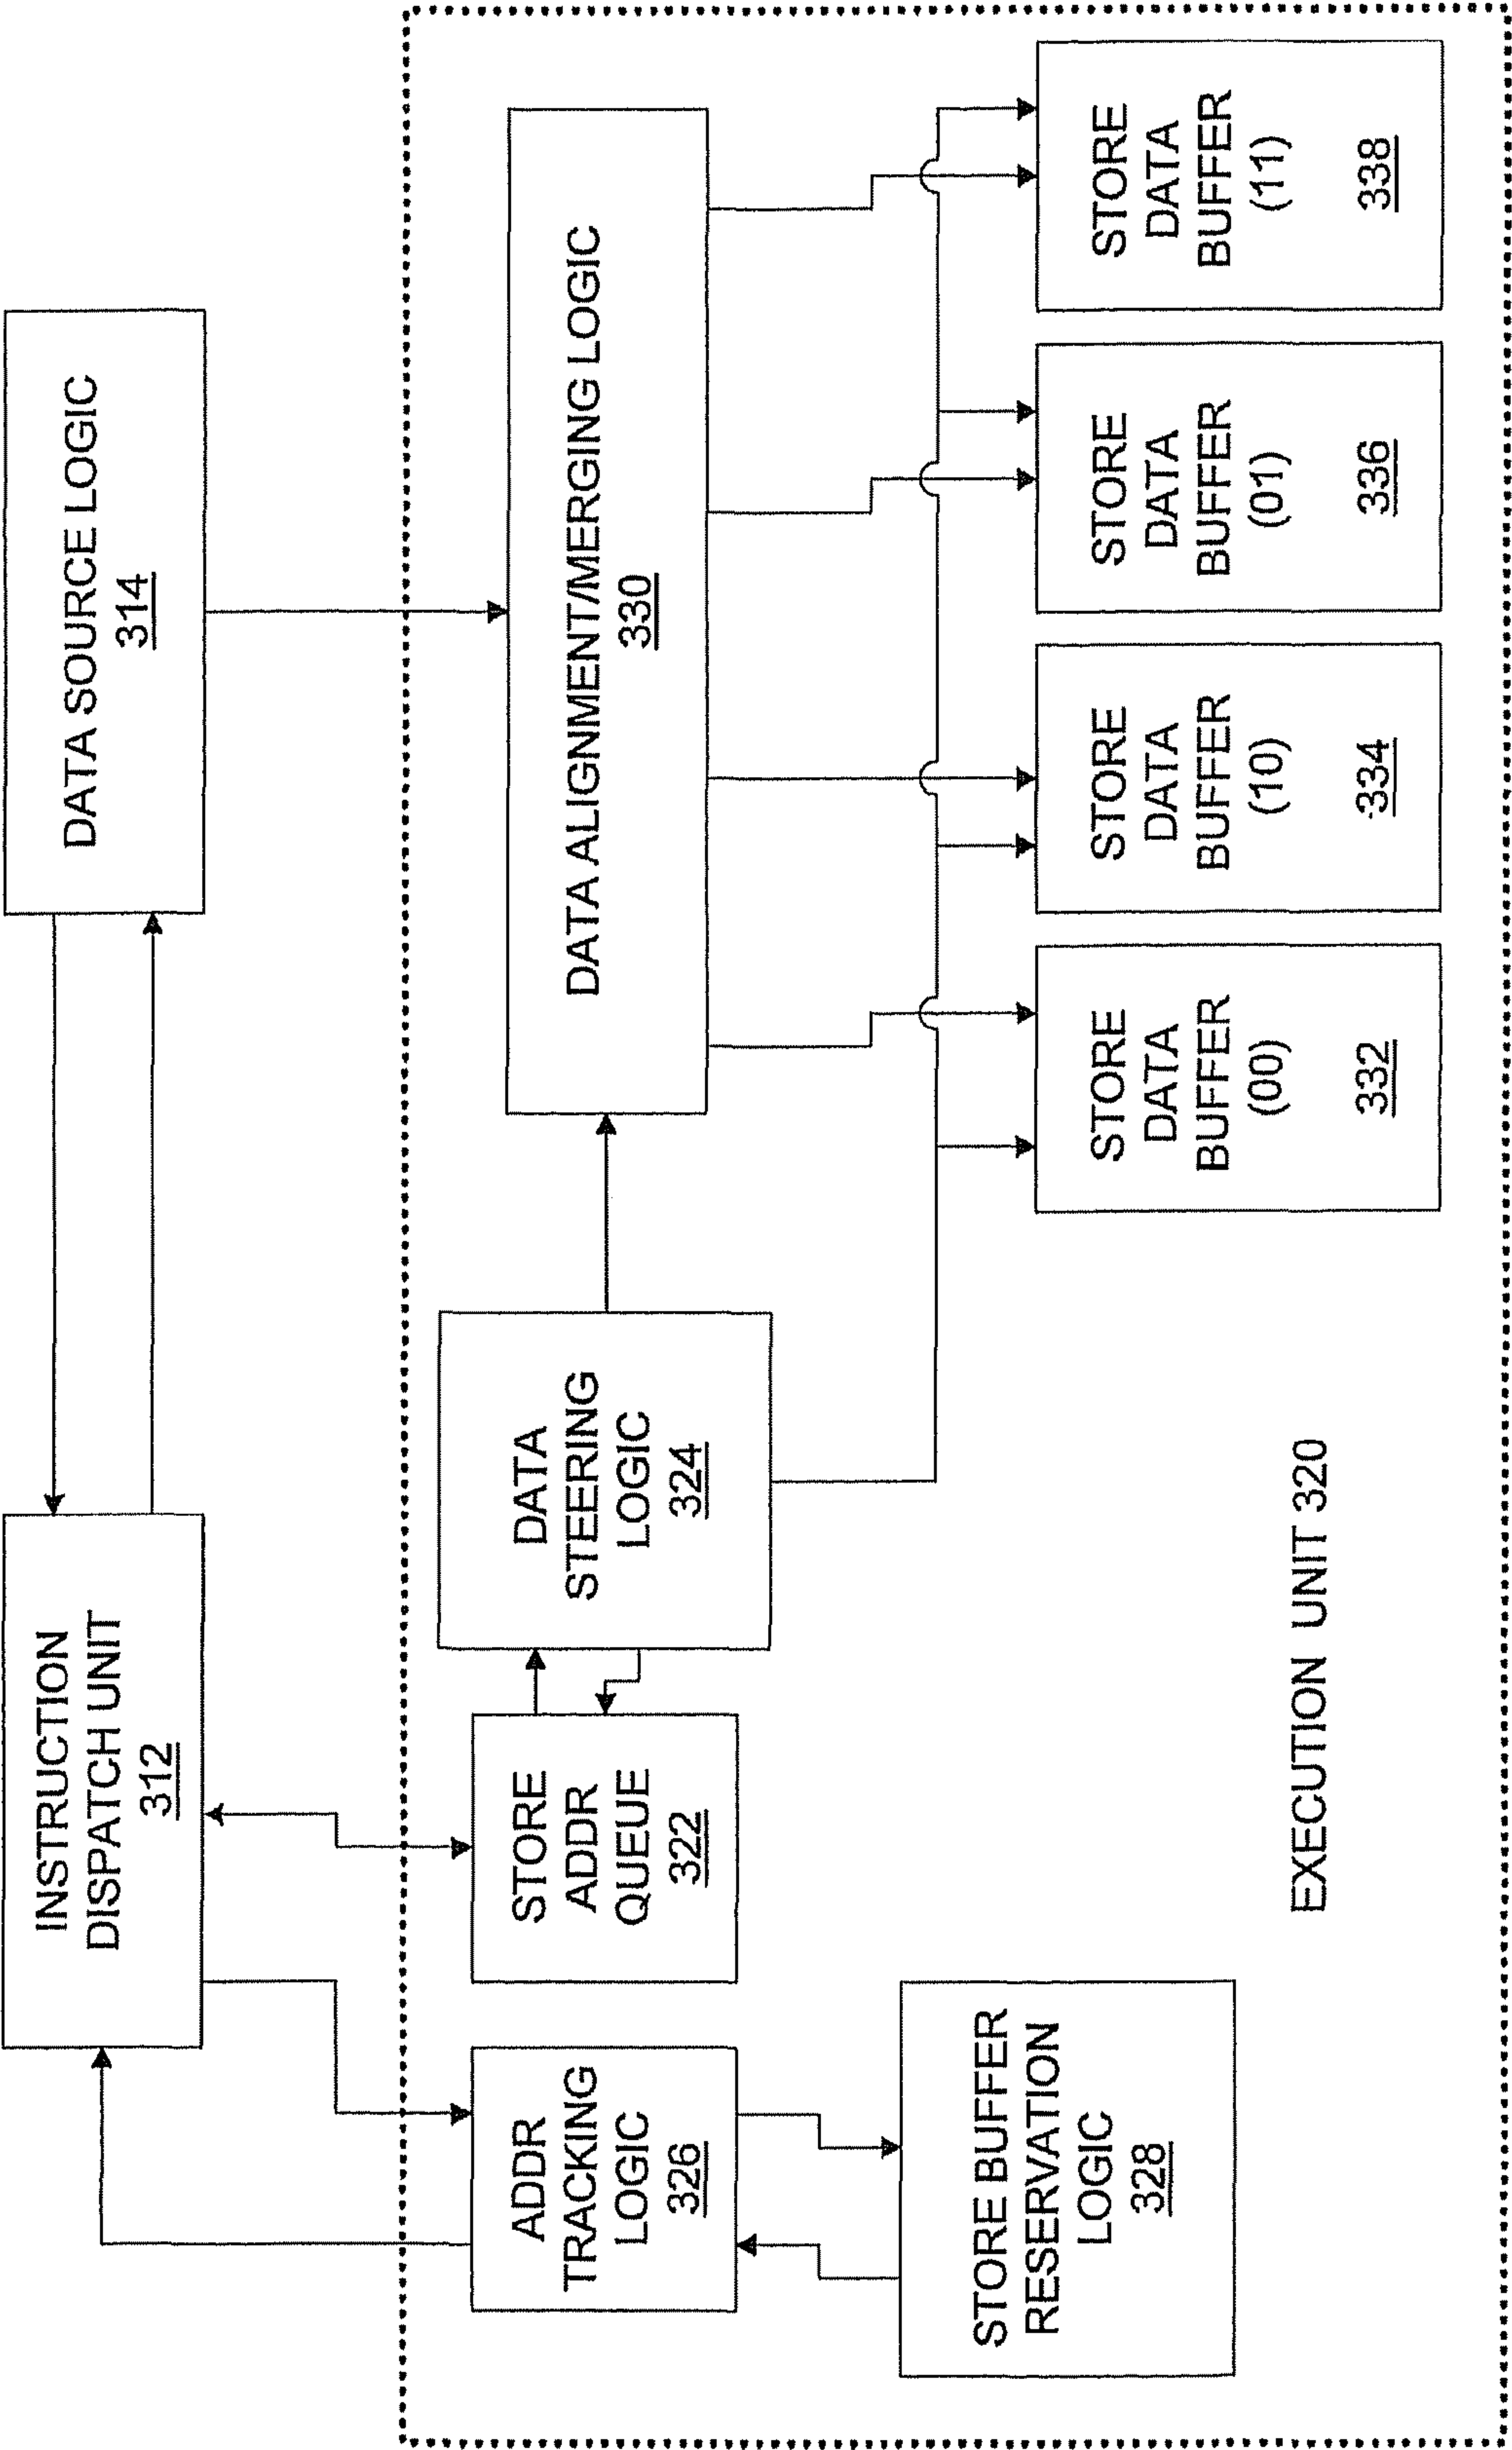 INSTRUCTION
DISPATCH UNIT
312
DATA SOURCE LOGIC
314
ADDR
TRACKING
LOGIC
326
STORE
ADDR
QUEUE
322
DATA
STEERING
LOGIC
324
DATA ALIGNMENT/MERGING LOGIC
330
STORE BUFFER
RESERVATION
LOGIC
328
STORE
DATA
BUFFER
(00)
332
STORE
DATA
BUFFER
(10)
334
STORE
DATA
BUFFER
(01)
336
STORE
DATA
BUFFER
(11)
338
EXECUTION UNIT 320